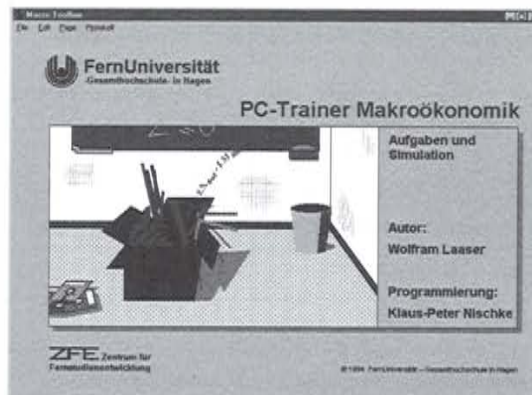 Macro Toolbox
File Edit Page Protokoll
FernUniversität
-Gesamthochschule- in Hagen
PC-Trainer Makroökonomik
Aufgaben und
Simulation
Autor:
Wolfram Laaser
Programmierung:
Klaus-Peter Nischke
ZFE Zentrum für
Fernstudienentwicklung
© 1994 FernUniversität - Gesamthochschule in Hagen